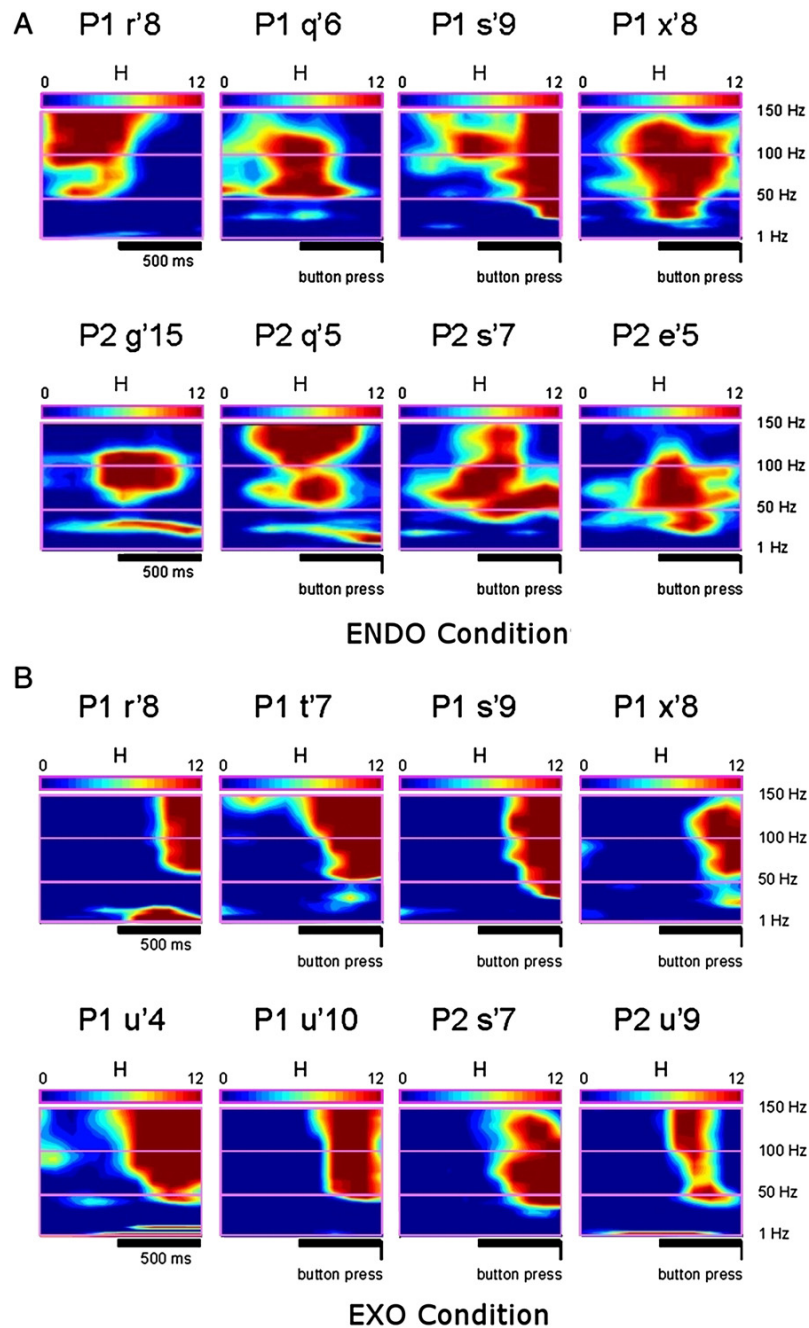 A
P1 r'8 P1 q'6 P1 s'9 P1 x'8
0 H 12 0 H 12 0 H 12 0 H 12
150 Hz
100 Hz
50 Hz
1 Hz
500 ms button press button press button press
P2 g'15 P2 q'5 P2 s'7 P2 e'5
0 H 12 0 H 12 0 H 12 0 H 12
150 Hz
100 Hz
50 Hz
1 Hz
500 ms button press button press button press
ENDO Condition
B
P1 r'8 P1 t'7 P1 s'9 P1 x'8
0 H 12 0 H 12 0 H 12 0 H 12
150 Hz
100 Hz
50 Hz
1 Hz
500 ms button press button press button press
P1 u'4 P1 u'10 P2 s'7 P2 u'9
0 H 12 0 H 12 0 H 12 0 H 12
150 Hz
100 Hz
50 Hz
1 Hz
500 ms button press button press button press
EXO Condition